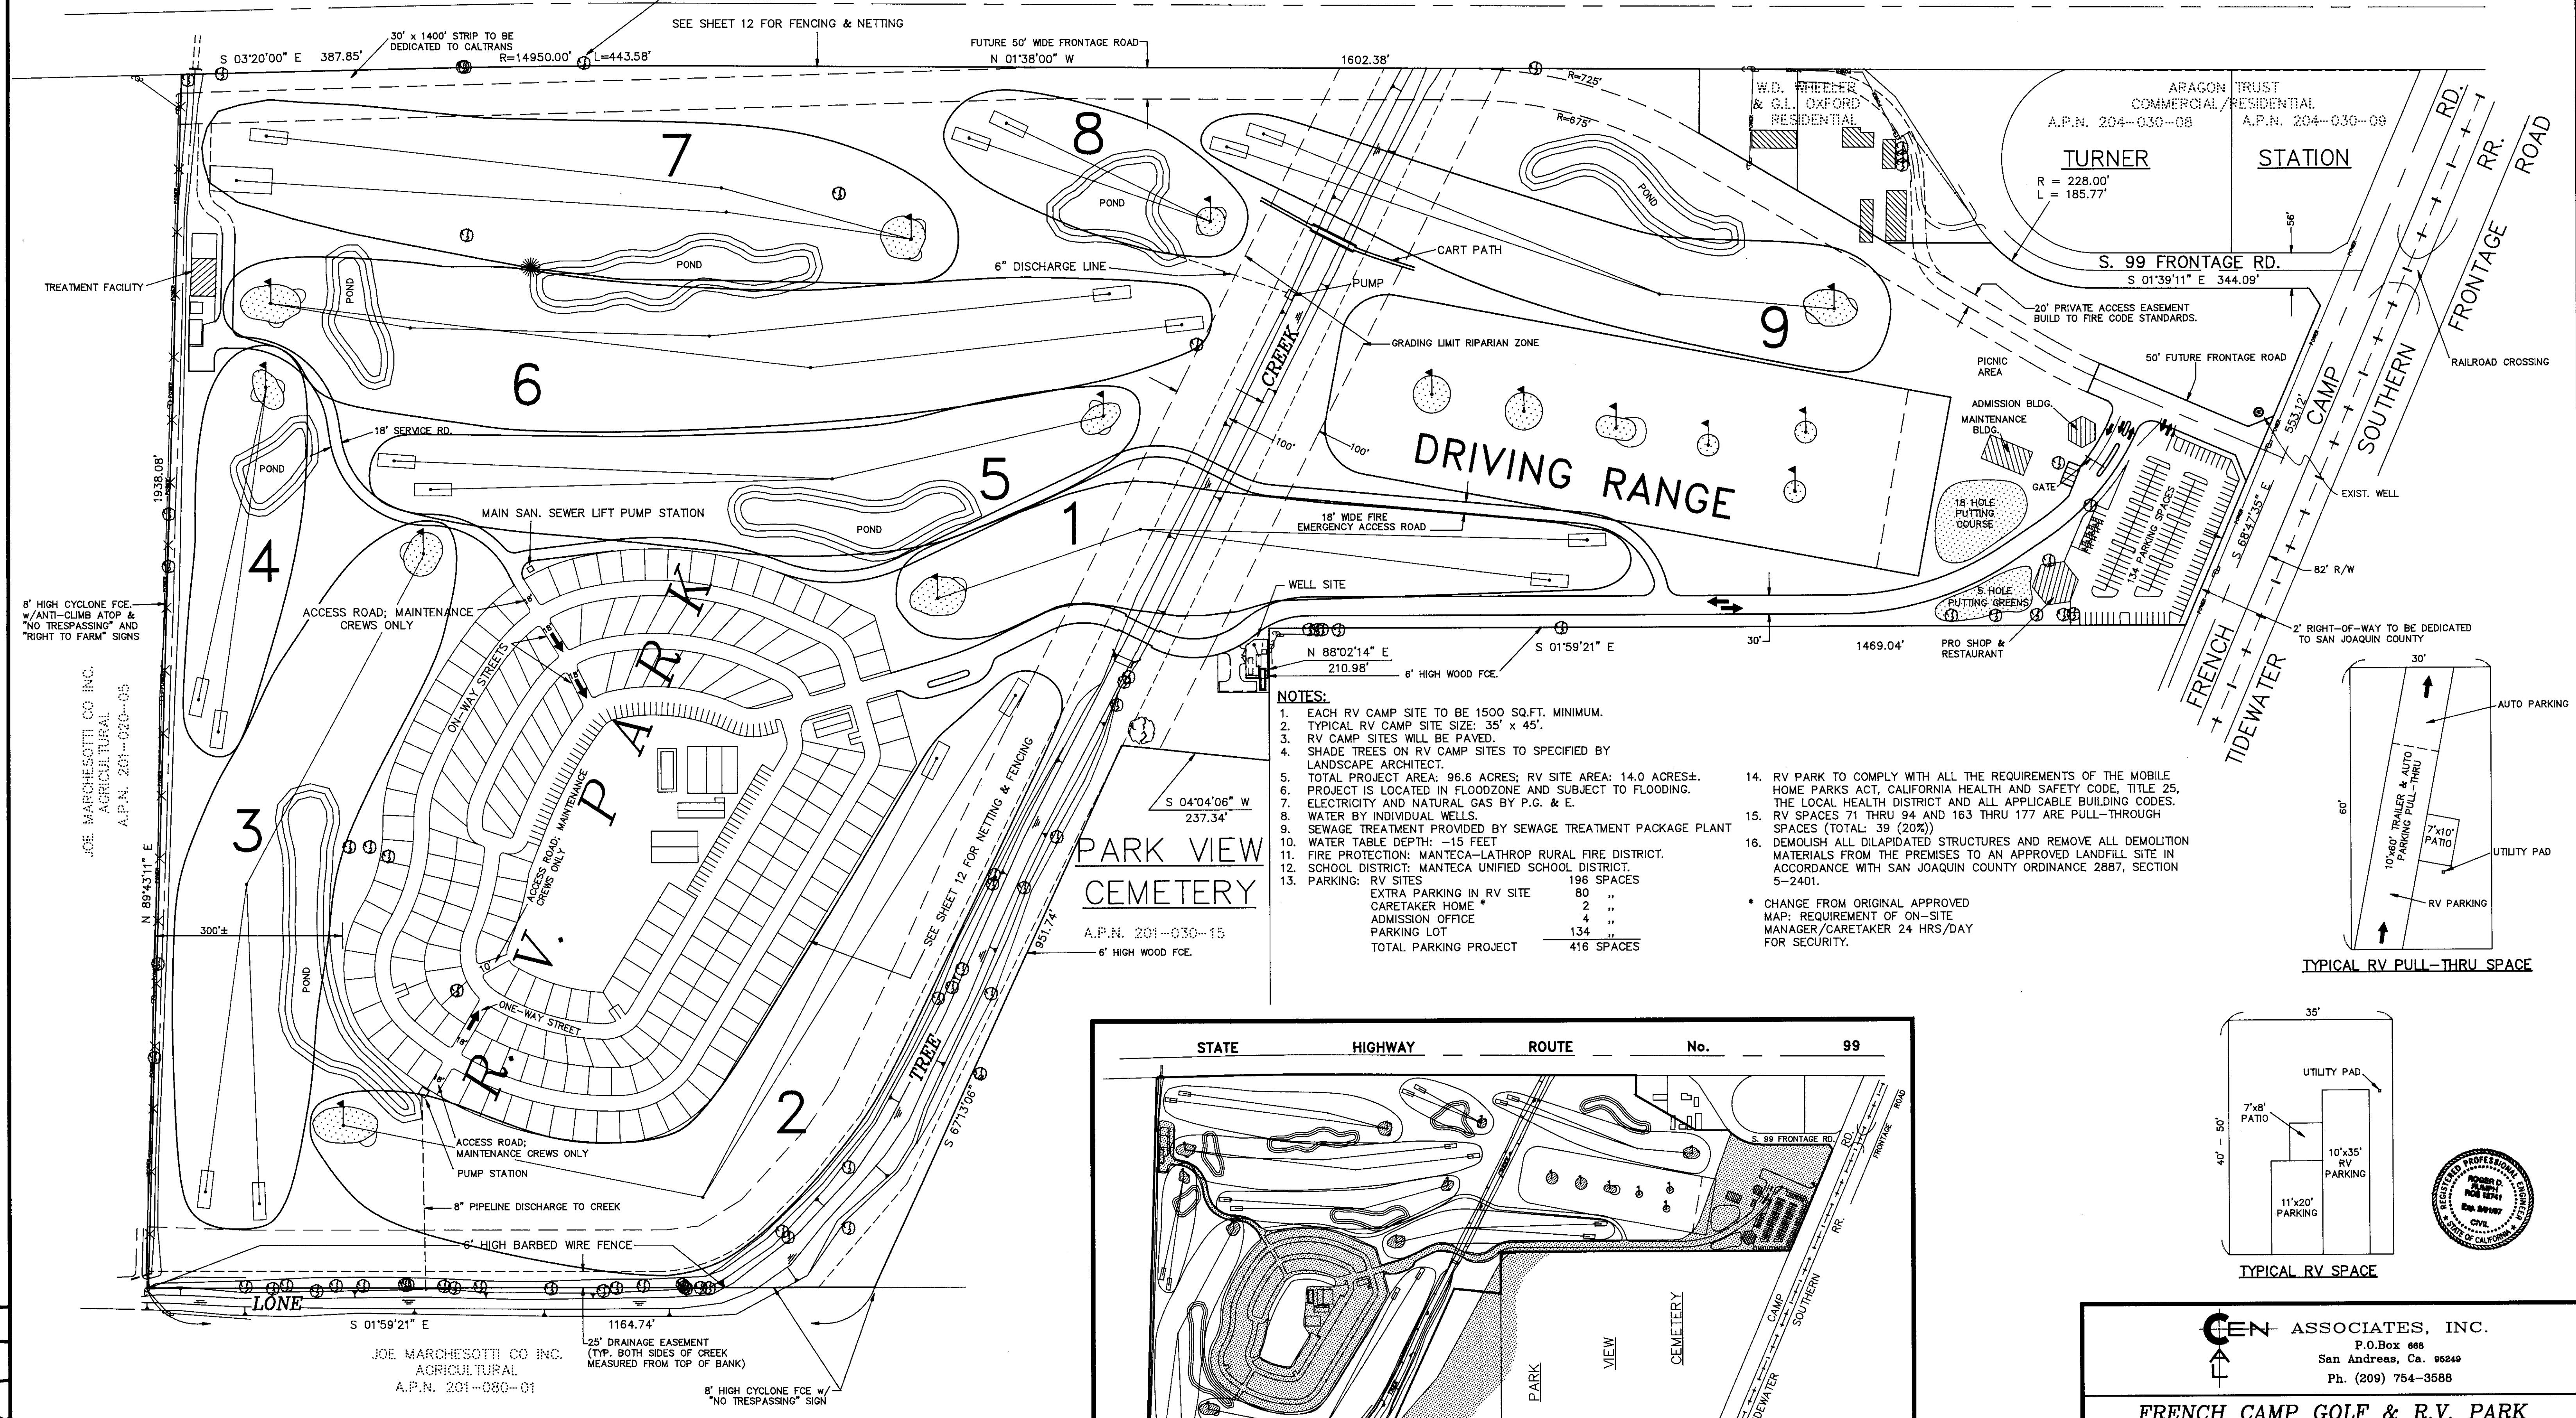 SEE SHEET 12 FOR FENCING & NETTING
30' x 1400' STRIP TO BE
DEDICATED TO CALTRANS
S 03°20'00" E 387.85'
R=14950.00' L=443.58'
FUTURE 50' WIDE FRONTAGE ROAD
N 01°38'00" W
1602.38'
R=725'
R=675'
W.D. WHEELER
& G.L. OXFORD
RESIDENTIAL
ARAGON TRUST
COMMERCIAL/RESIDENTIAL
A.P.N. 204-030-08 A.P.N. 204-030-09
TURNER STATION
R = 228.00'
L = 185.77'
56'
S. 99 FRONTAGE RD.
S 01°39'11" E 344.09'
20' PRIVATE ACCESS EASEMENT
BUILD TO FIRE CODE STANDARDS.
50' FUTURE FRONTAGE ROAD
RAILROAD CROSSING
RD.
RR.
ROAD
FRONTAGE
CAMP
SOUTHERN
FRENCH
TIDEWATER
553.12'
S 68°47'35" E
EXIST. WELL
82' R/W
2' RIGHT-OF-WAY TO BE DEDICATED
TO SAN JOAQUIN COUNTY
7
8
9
6
5
4
1
3
2
POND
POND
POND
POND
POND
POND
POND
TREATMENT FACILITY
6" DISCHARGE LINE
CART PATH
PUMP
CREEK
GRADING LIMIT RIPARIAN ZONE
100'
100'
DRIVING RANGE
PICNIC
AREA
ADMISSION BLDG.
MAINTENANCE
BLDG.
GATE
18 HOLE
PUTTING
COURSE
134 PARKING SPACES
5 HOLE
PUTTING GREENS
PRO SHOP &
RESTAURANT
18' SERVICE RD.
1938.08'
MAIN SAN. SEWER LIFT PUMP STATION
18' WIDE FIRE
EMERGENCY ACCESS ROAD
WELL SITE
N 88°02'14" E
210.98'
6' HIGH WOOD FCE.
S 01°59'21" E
30'
1469.04'
8' HIGH CYCLONE FCE.
w/ANTI-CLIMB ATOP &
"NO TRESPASSING" AND
"RIGHT TO FARM" SIGNS
ACCESS ROAD; MAINTENANCE
CREWS ONLY
18'
18'
18'
ON-WAY STREETS
R. V. PARK
ACCESS ROAD; MAINTENANCE
CREWS ONLY
10'
ONE-WAY STREET
18'
18'
JOE MARCHESOTTI CO INC.
AGRICULTURAL
A.P.N. 201-020-05
N 89°43'11" E
300'±
ACCESS ROAD;
MAINTENANCE CREWS ONLY
PUMP STATION
8" PIPELINE DISCHARGE TO CREEK
6' HIGH BARBED WIRE FENCE
SEE SHEET 12 FOR NETTING & FENCING
TREE
S 67°13'06" E
951.74'
S 04°04'06" W
237.34'
PARK VIEW
CEMETERY
A.P.N. 201-030-15
6' HIGH WOOD FCE.
LONE
S 01°59'21" E
1164.74'
25' DRAINAGE EASEMENT
(TYP. BOTH SIDES OF CREEK
MEASURED FROM TOP OF BANK)
JOE MARCHESOTTI CO INC.
AGRICULTURAL
A.P.N. 201-080-01
8' HIGH CYCLONE FCE w/
"NO TRESPASSING" SIGN
NOTES:
1. EACH RV CAMP SITE TO BE 1500 SQ.FT. MINIMUM.
2. TYPICAL RV CAMP SITE SIZE: 35' x 45'.
3. RV CAMP SITES WILL BE PAVED.
4. SHADE TREES ON RV CAMP SITES TO SPECIFIED BY
LANDSCAPE ARCHITECT.
5. TOTAL PROJECT AREA: 96.6 ACRES; RV SITE AREA: 14.0 ACRES±.
6. PROJECT IS LOCATED IN FLOODZONE AND SUBJECT TO FLOODING.
7. ELECTRICITY AND NATURAL GAS BY P.G. & E.
8. WATER BY INDIVIDUAL WELLS.
9. SEWAGE TREATMENT PROVIDED BY SEWAGE TREATMENT PACKAGE PLANT
10. WATER TABLE DEPTH: -15 FEET
11. FIRE PROTECTION: MANTECA-LATHROP RURAL FIRE DISTRICT.
12. SCHOOL DISTRICT: MANTECA UNIFIED SCHOOL DISTRICT.
13. PARKING: RV SITES 196 SPACES
EXTRA PARKING IN RV SITE 80 ,,
CARETAKER HOME * 2 ,,
ADMISSION OFFICE 4 ,,
PARKING LOT 134 ,,
TOTAL PARKING PROJECT 416 SPACES
14. RV PARK TO COMPLY WITH ALL THE REQUIREMENTS OF THE MOBILE
HOME PARKS ACT, CALIFORNIA HEALTH AND SAFETY CODE, TITLE 25,
THE LOCAL HEALTH DISTRICT AND ALL APPLICABLE BUILDING CODES.
15. RV SPACES 71 THRU 94 AND 163 THRU 177 ARE PULL-THROUGH
SPACES (TOTAL: 39 (20%))
16. DEMOLISH ALL DILAPIDATED STRUCTURES AND REMOVE ALL DEMOLITION
MATERIALS FROM THE PREMISES TO AN APPROVED LANDFILL SITE IN
ACCORDANCE WITH SAN JOAQUIN COUNTY ORDINANCE 2887, SECTION
5-2401.
* CHANGE FROM ORIGINAL APPROVED
MAP: REQUIREMENT OF ON-SITE
MANAGER/CARETAKER 24 HRS/DAY
FOR SECURITY.
30'
AUTO PARKING
60'
10'x60' TRAILER & AUTO
PARKING PULL-THRU
7'x10'
PATIO
UTILITY PAD
RV PARKING
TYPICAL RV PULL-THRU SPACE
35'
UTILITY PAD
7'x8'
PATIO
40' - 50'
10'x35'
RV
PARKING
11'x20'
PARKING
TYPICAL RV SPACE
REGISTERED PROFESSIONAL ENGINEER
ROGER D.
RUMPH
CIVIL
STATE OF CALIFORNIA
STATE HIGHWAY ROUTE No. 99
S. 99 FRONTAGE RD.
RD.
ROAD
FRONTAGE
RR.
CAMP
SOUTHERN
PARK VIEW CEMETERY
CEN ASSOCIATES, INC.
CAL
P.O.Box 668
San Andreas, Ca. 95249
Ph. (209) 754-3588
FRENCH CAMP GOLF & R.V. PARK